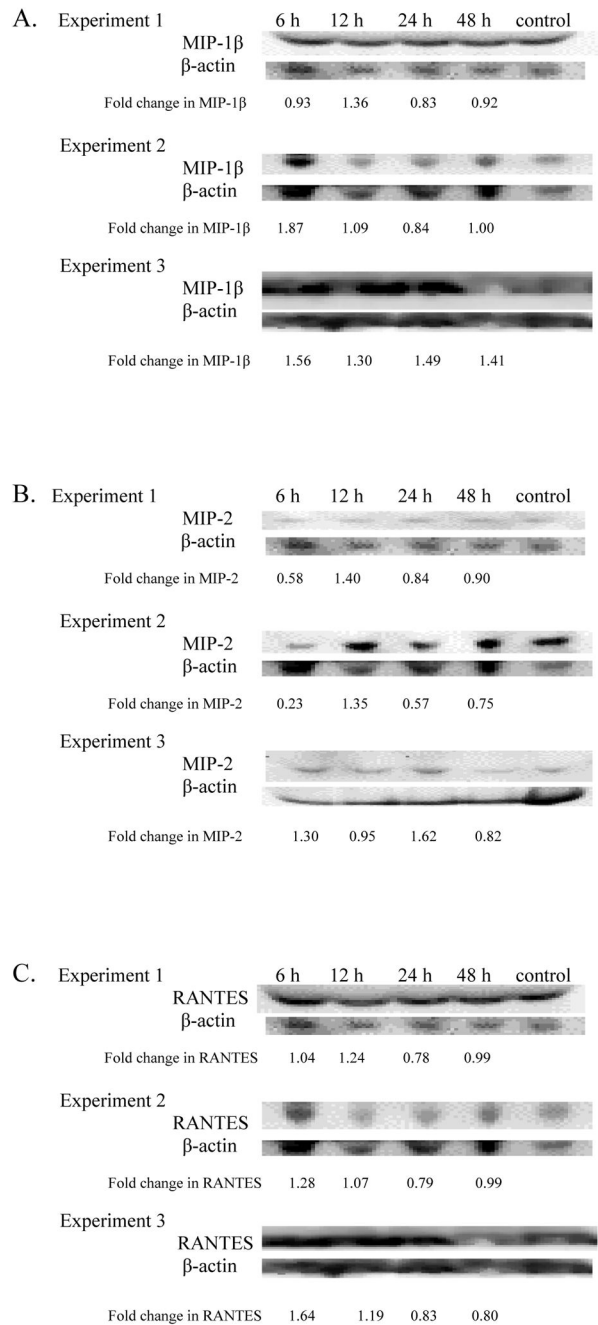 A. Experiment 1 6 h 12 h 24 h 48 h control
MIP-1β
β-actin
Fold change in MIP-1β 0.93 1.36 0.83 0.92
Experiment 2
MIP-1β
β-actin
Fold change in MIP-1β 1.87 1.09 0.84 1.00
Experiment 3
MIP-1β
β-actin
Fold change in MIP-1β 1.56 1.30 1.49 1.41
B. Experiment 1 6 h 12 h 24 h 48 h control
MIP-2
β-actin
Fold change in MIP-2 0.58 1.40 0.84 0.90
Experiment 2
MIP-2
β-actin
Fold change in MIP-2 0.23 1.35 0.57 0.75
Experiment 3
MIP-2
β-actin
Fold change in MIP-2 1.30 0.95 1.62 0.82
C. Experiment 1 6 h 12 h 24 h 48 h control
RANTES
β-actin
Fold change in RANTES 1.04 1.24 0.78 0.99
Experiment 2
RANTES
β-actin
Fold change in RANTES 1.28 1.07 0.79 0.99
Experiment 3
RANTES
β-actin
Fold change in RANTES 1.64 1.19 0.83 0.80